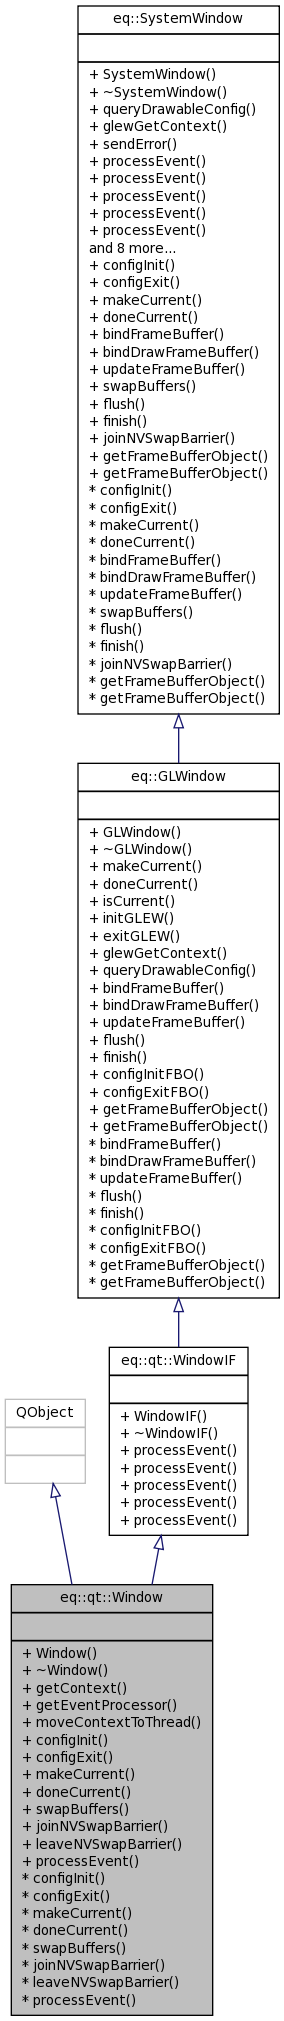 eq::SystemWindow
+ SystemWindow()
+ ~SystemWindow()
+ queryDrawableConfig()
+ glewGetContext()
+ sendError()
+ processEvent()
+ processEvent()
+ processEvent()
+ processEvent()
+ processEvent()
and 8 more...
+ configInit()
+ configExit()
+ makeCurrent()
+ doneCurrent()
+ bindFrameBuffer()
+ bindDrawFrameBuffer()
+ updateFrameBuffer()
+ swapBuffers()
+ flush()
+ finish()
+ joinNVSwapBarrier()
+ getFrameBufferObject()
+ getFrameBufferObject()
* configInit()
* configExit()
* makeCurrent()
* doneCurrent()
* bindFrameBuffer()
* bindDrawFrameBuffer()
* updateFrameBuffer()
* swapBuffers()
* flush()
* finish()
* joinNVSwapBarrier()
* getFrameBufferObject()
* getFrameBufferObject()
eq::GLWindow
+ GLWindow()
+ ~GLWindow()
+ makeCurrent()
+ doneCurrent()
+ isCurrent()
+ initGLEW()
+ exitGLEW()
+ glewGetContext()
+ queryDrawableConfig()
+ bindFrameBuffer()
+ bindDrawFrameBuffer()
+ updateFrameBuffer()
+ flush()
+ finish()
+ configInitFBO()
+ configExitFBO()
+ getFrameBufferObject()
+ getFrameBufferObject()
* bindFrameBuffer()
* bindDrawFrameBuffer()
* updateFrameBuffer()
* flush()
* finish()
* configInitFBO()
* configExitFBO()
* getFrameBufferObject()
* getFrameBufferObject()
eq::qt::WindowIF
+ WindowIF()
+ ~WindowIF()
+ processEvent()
+ processEvent()
+ processEvent()
+ processEvent()
+ processEvent()
QObject
eq::qt::Window
+ Window()
+ ~Window()
+ getContext()
+ getEventProcessor()
+ moveContextToThread()
+ configInit()
+ configExit()
+ makeCurrent()
+ doneCurrent()
+ swapBuffers()
+ joinNVSwapBarrier()
+ leaveNVSwapBarrier()
+ processEvent()
* configInit()
* configExit()
* makeCurrent()
* doneCurrent()
* swapBuffers()
* joinNVSwapBarrier()
* leaveNVSwapBarrier()
* processEvent()